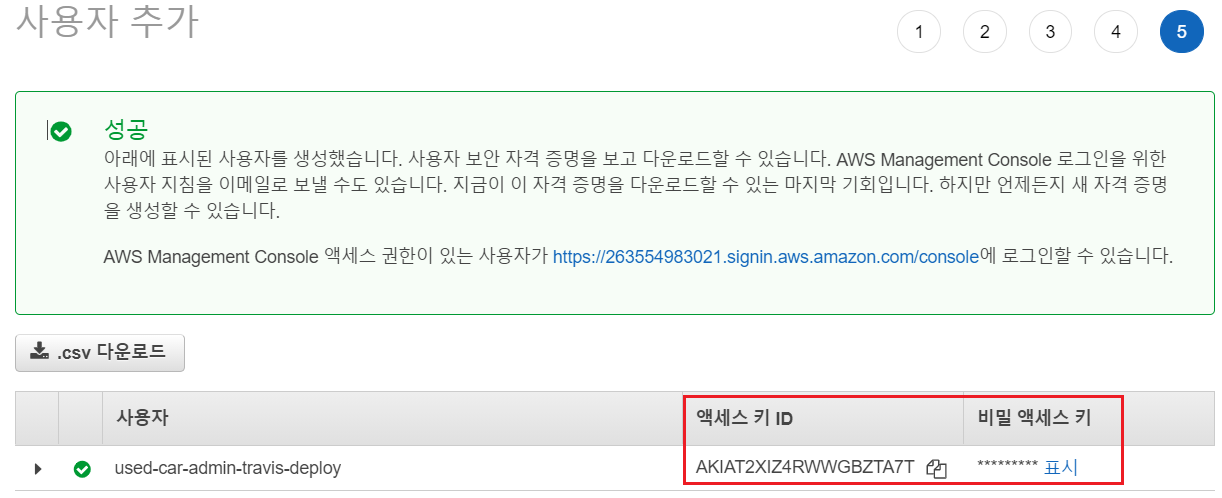 사용자 추가
1 2 3 4 5
성공
아래에 표시된 사용자를 생성했습니다. 사용자 보안 자격 증명을 보고 다운로드할 수 있습니다. AWS Management Console 로그인을 위한
사용자 지침을 이메일로 보낼 수도 있습니다. 지금이 이 자격 증명을 다운로드할 수 있는 마지막 기회입니다. 하지만 언제든지 새 자격 증명
을 생성할 수 있습니다.
AWS Management Console 액세스 권한이 있는 사용자가 https://263554983021.signin.aws.amazon.com/console에 로그인할 수 있습니다.
.csv 다운로드
사용자 액세스 키 ID 비밀 액세스 키
used-car-admin-travis-deploy AKIAT2XIZ4RWWGBZTA7T ********* 표시